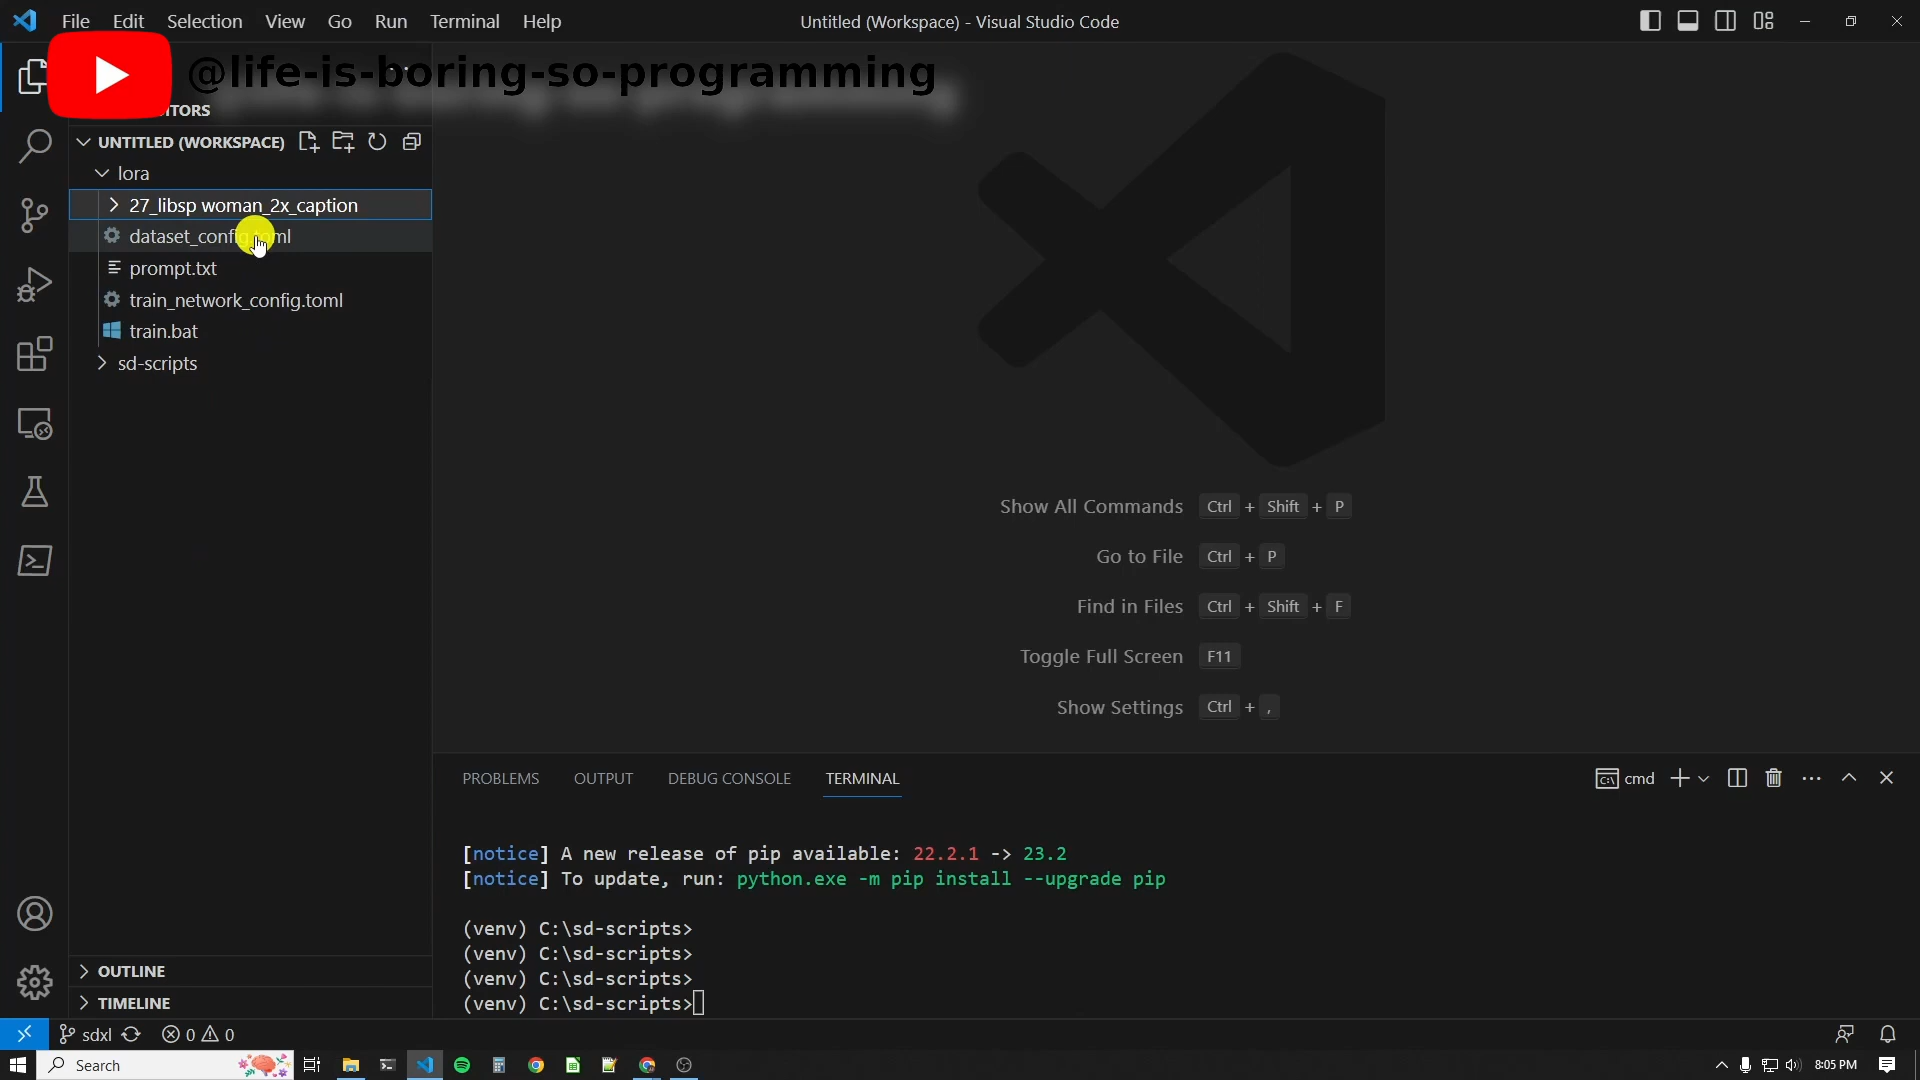 File Edit Selection View Go Run Terminal Help
Untitled (Workspace) - Visual Studio Code
@life-is-boring-so-programming
ITORS
UNTITLED (WORKSPACE)
lora
27_libsp woman_2x_caption
dataset_config.toml
prompt.txt
train_network_config.toml
train.bat
sd-scripts
Show All Commands Ctrl + Shift + P
Go to File Ctrl + P
Find in Files Ctrl + Shift + F
Toggle Full Screen F11
Show Settings Ctrl + ,
PROBLEMS OUTPUT DEBUG CONSOLE TERMINAL
cmd
[notice] A new release of pip available: 22.2.1 -> 23.2
[notice] To update, run: python.exe -m pip install --upgrade pip
(venv) C:\sd-scripts>
(venv) C:\sd-scripts>
(venv) C:\sd-scripts>
(venv) C:\sd-scripts>
OUTLINE
TIMELINE
sdxl 0 0
Search
8:05 PM